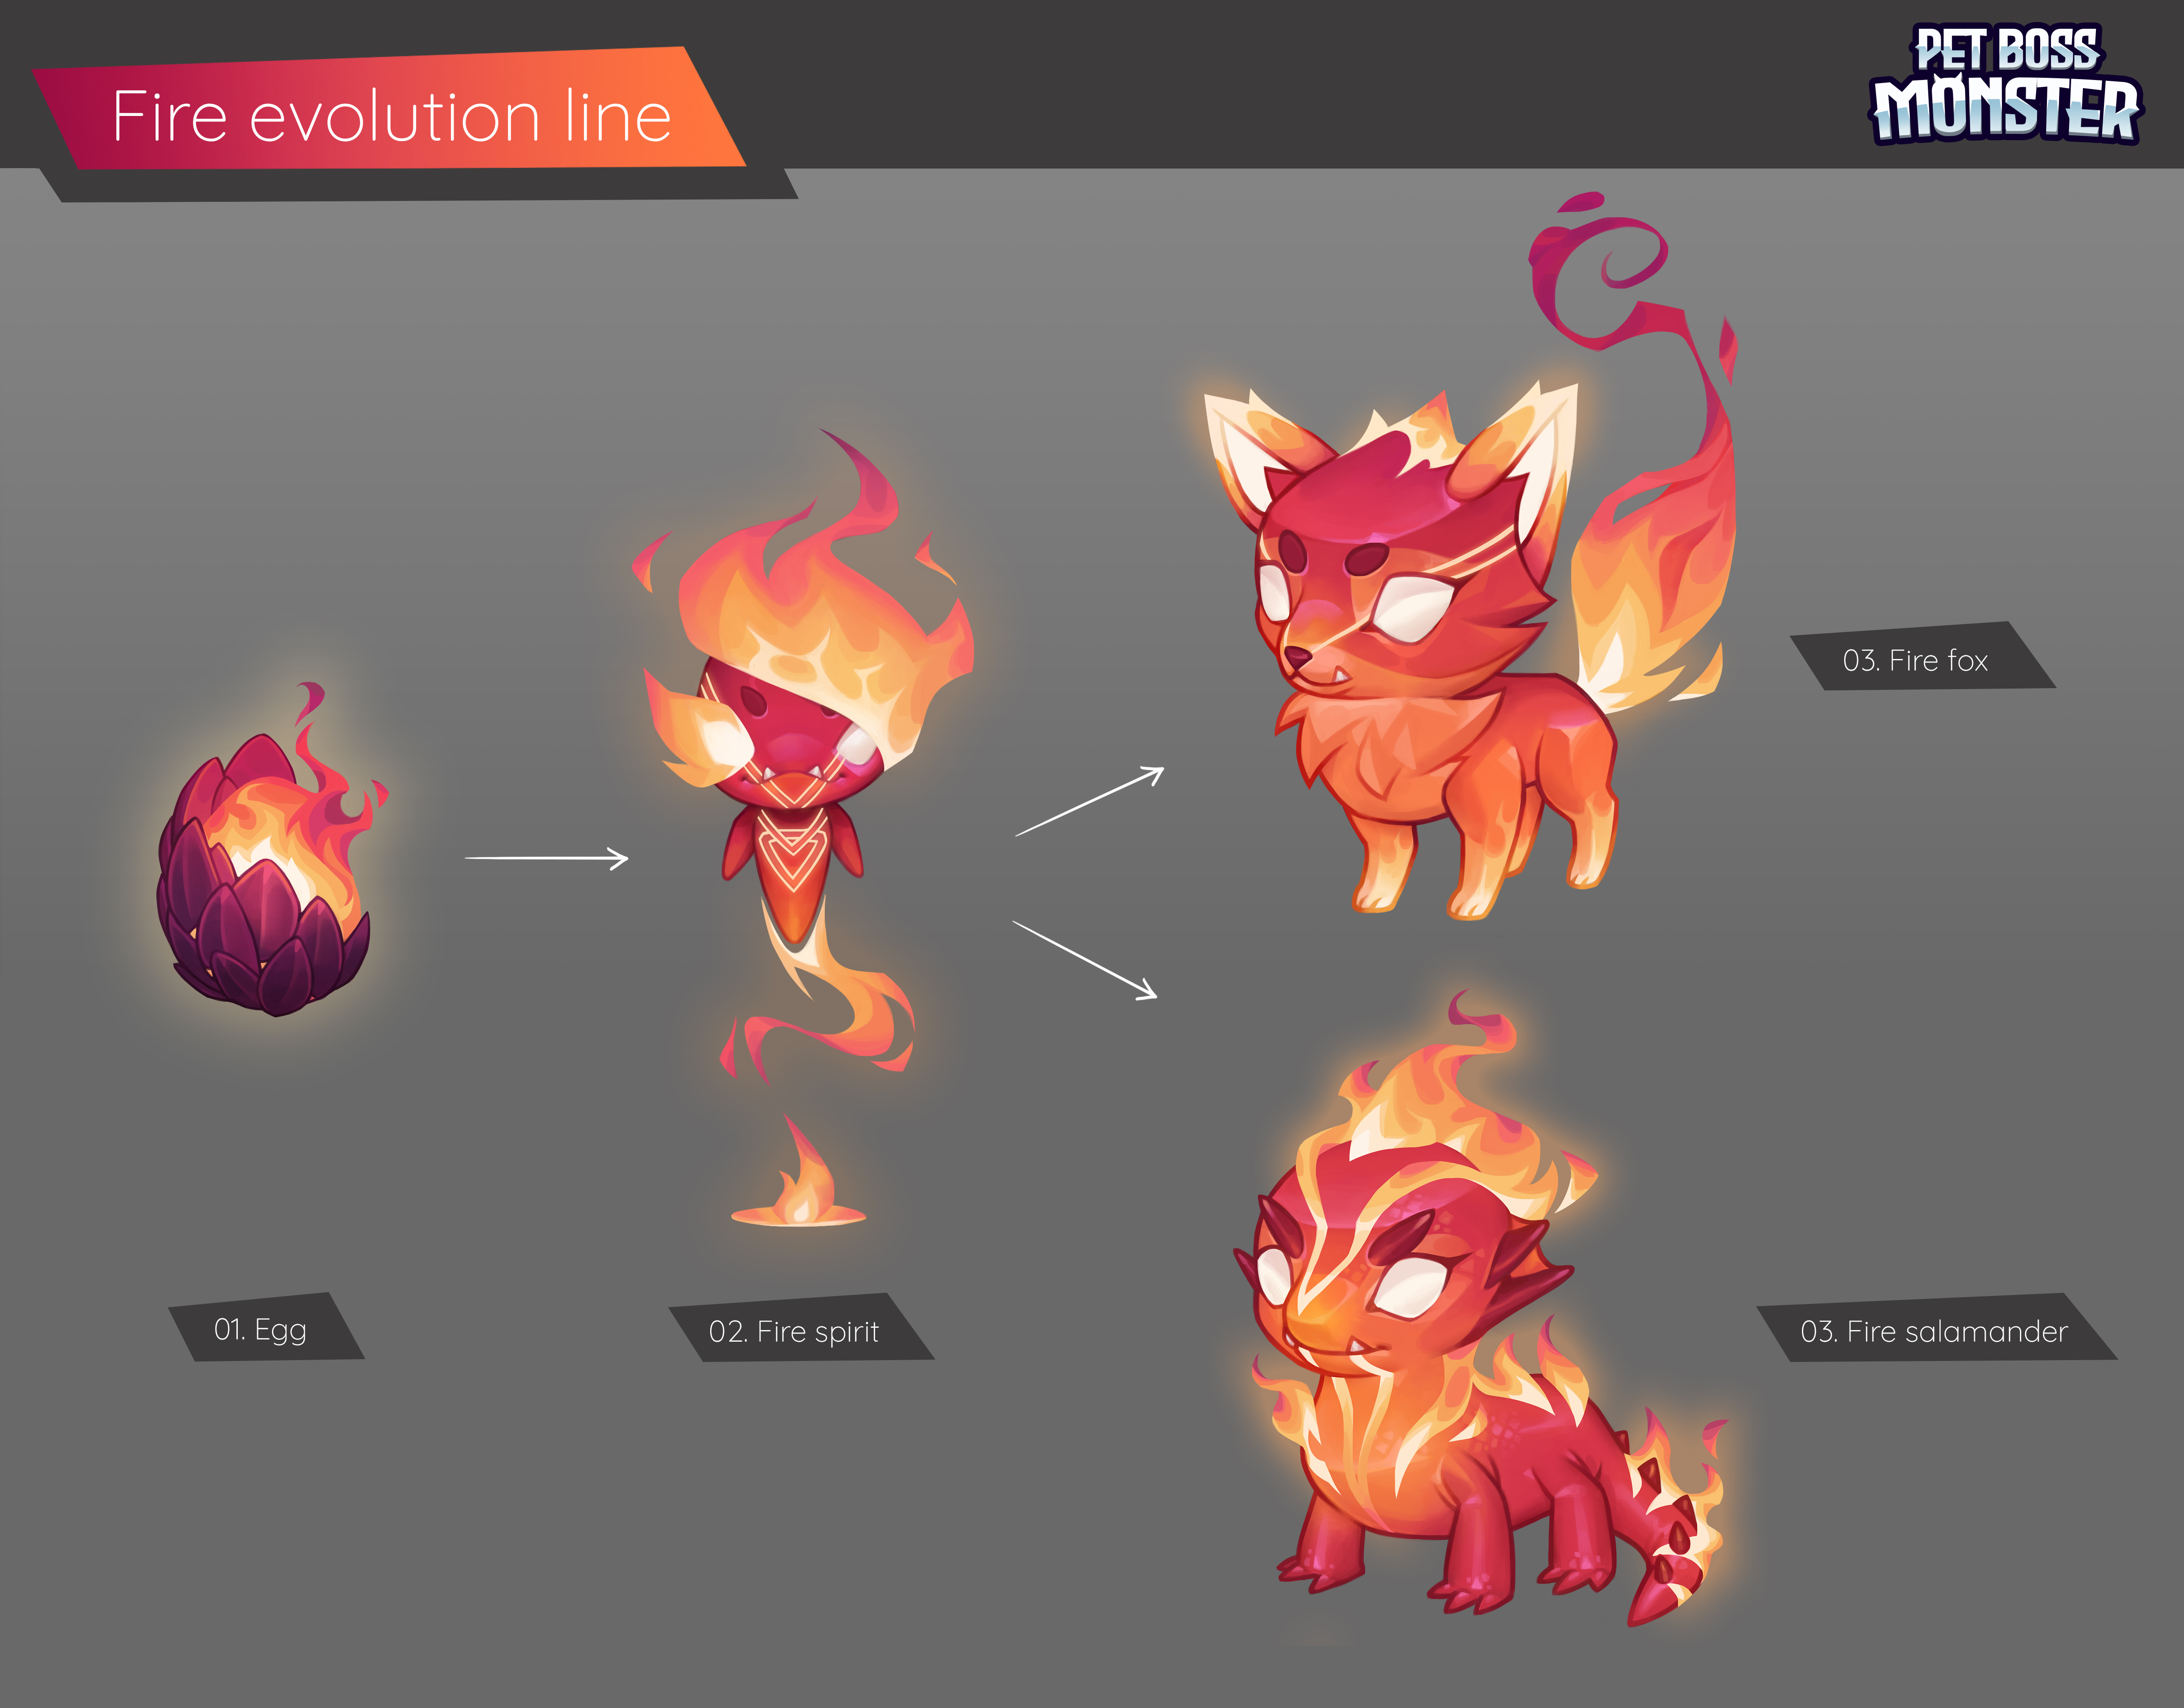 Fire evolution line
PET BOSS
MONSTER
03. Fire fox
01. Egg
02. Fire spirit
03. Fire salamander